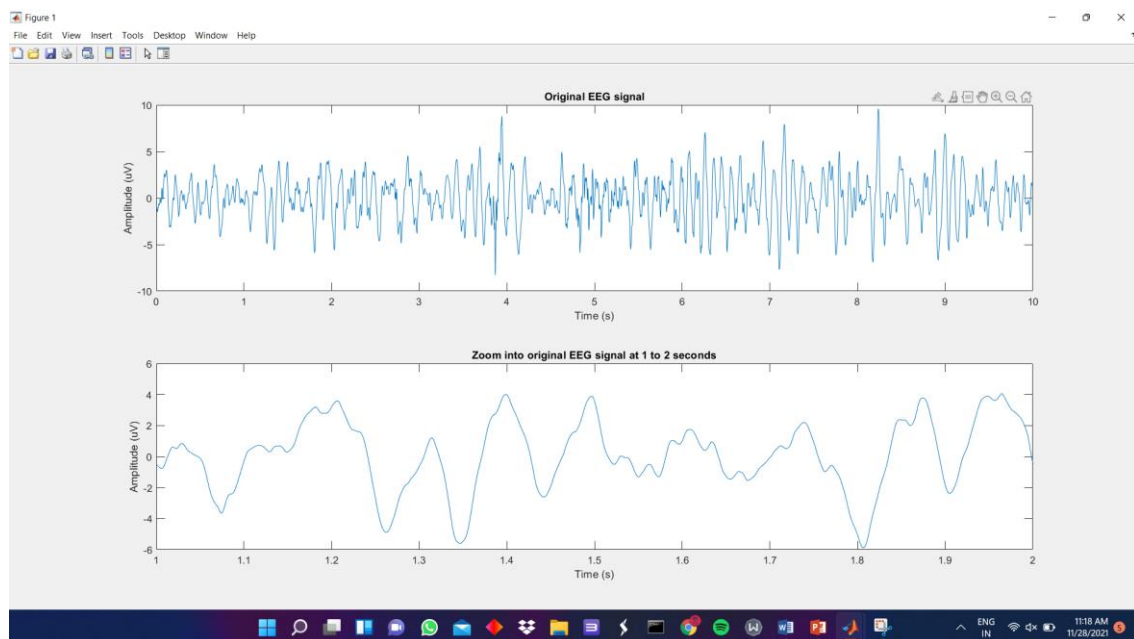 Figure 1
File Edit View Insert Tools Desktop Window Help
Original EEG signal
10
5
0
-5
-10
Amplitude (uV)
0 1 2 3 4 5 6 7 8 9 10
Time (s)
Zoom into original EEG signal at 1 to 2 seconds
6
4
2
0
-2
-4
-6
Amplitude (uV)
1 1.1 1.2 1.3 1.4 1.5 1.6 1.7 1.8 1.9 2
Time (s)
ENG
IN
11:18 AM
11/28/2021
5